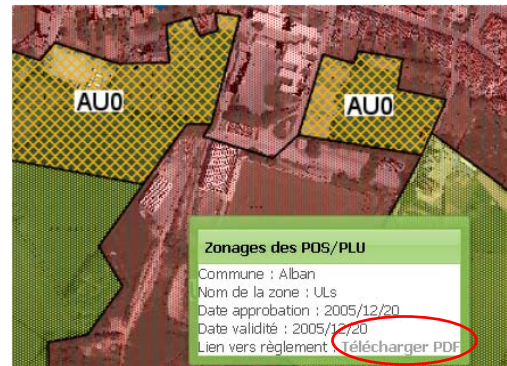 AU0
AU0
Zonages des POS/PLU
Commune : Alban
Nom de la zone : ULs
Date approbation : 2005/12/20
Date validité : 2005/12/20
Lien vers règlement : Télécharger PDF